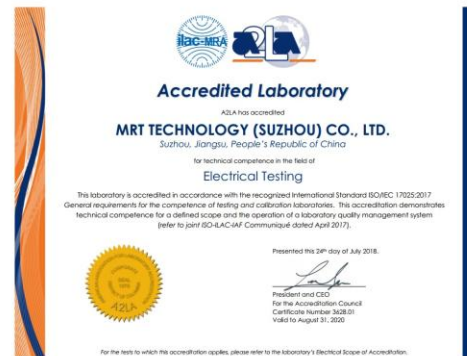 ilac-MRA
A2LA
Accredited Laboratory
A2LA has accredited
MRT TECHNOLOGY (SUZHOU) CO., LTD.
Suzhou, Jiangsu, People's Republic of China
for technical competence in the field of
Electrical Testing
This laboratory is accredited in accordance with the recognized International Standard ISO/IEC 17025:2017
General requirements for the competence of testing and calibration laboratories. This accreditation demonstrates
technical competence for a defined scope and the operation of a laboratory quality management system
(refer to joint ISO-ILAC-IAF Communiqué dated April 2017).
Presented this 24th day of July 2018.
President and CEO
For the Accreditation Council
Certificate Number 3628.01
Valid to August 31, 2020
A2LA
For the tests to which this accreditation applies, please refer to the laboratory's Electrical Scope of Accreditation.